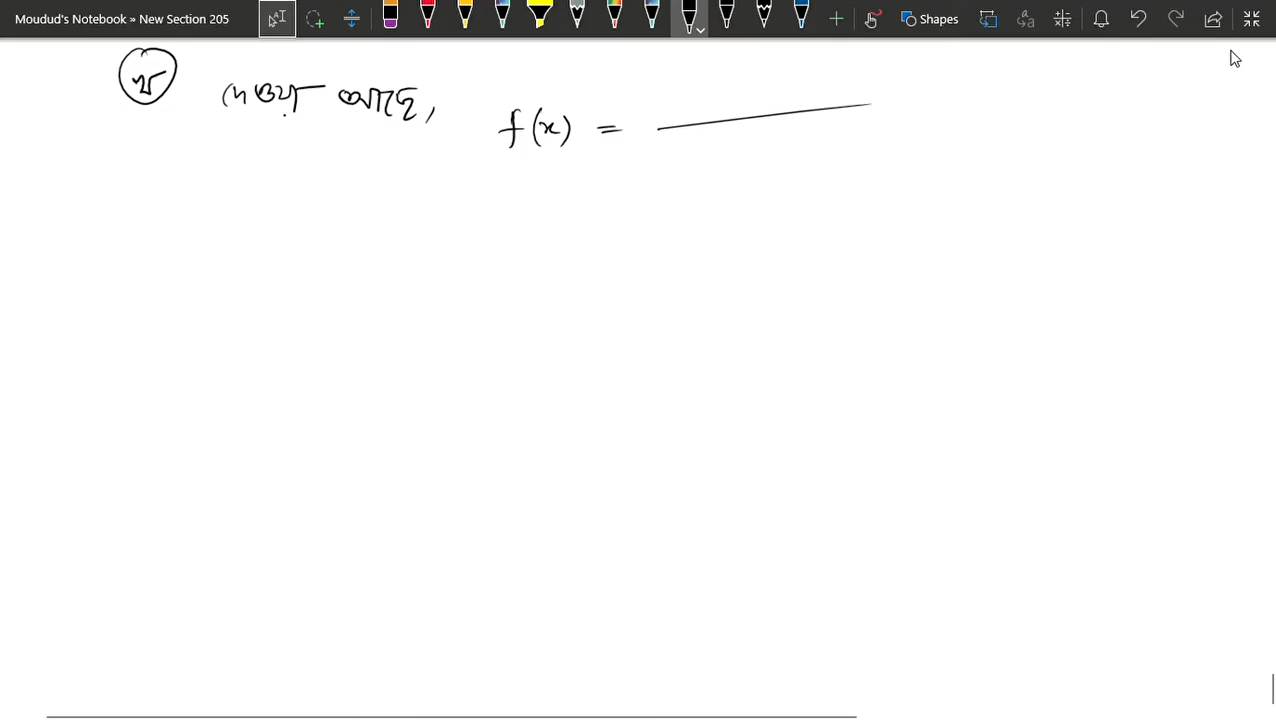 Moudud's Notebook » New Section 205
Shapes
খ দেওয়া আছে, f(x) =